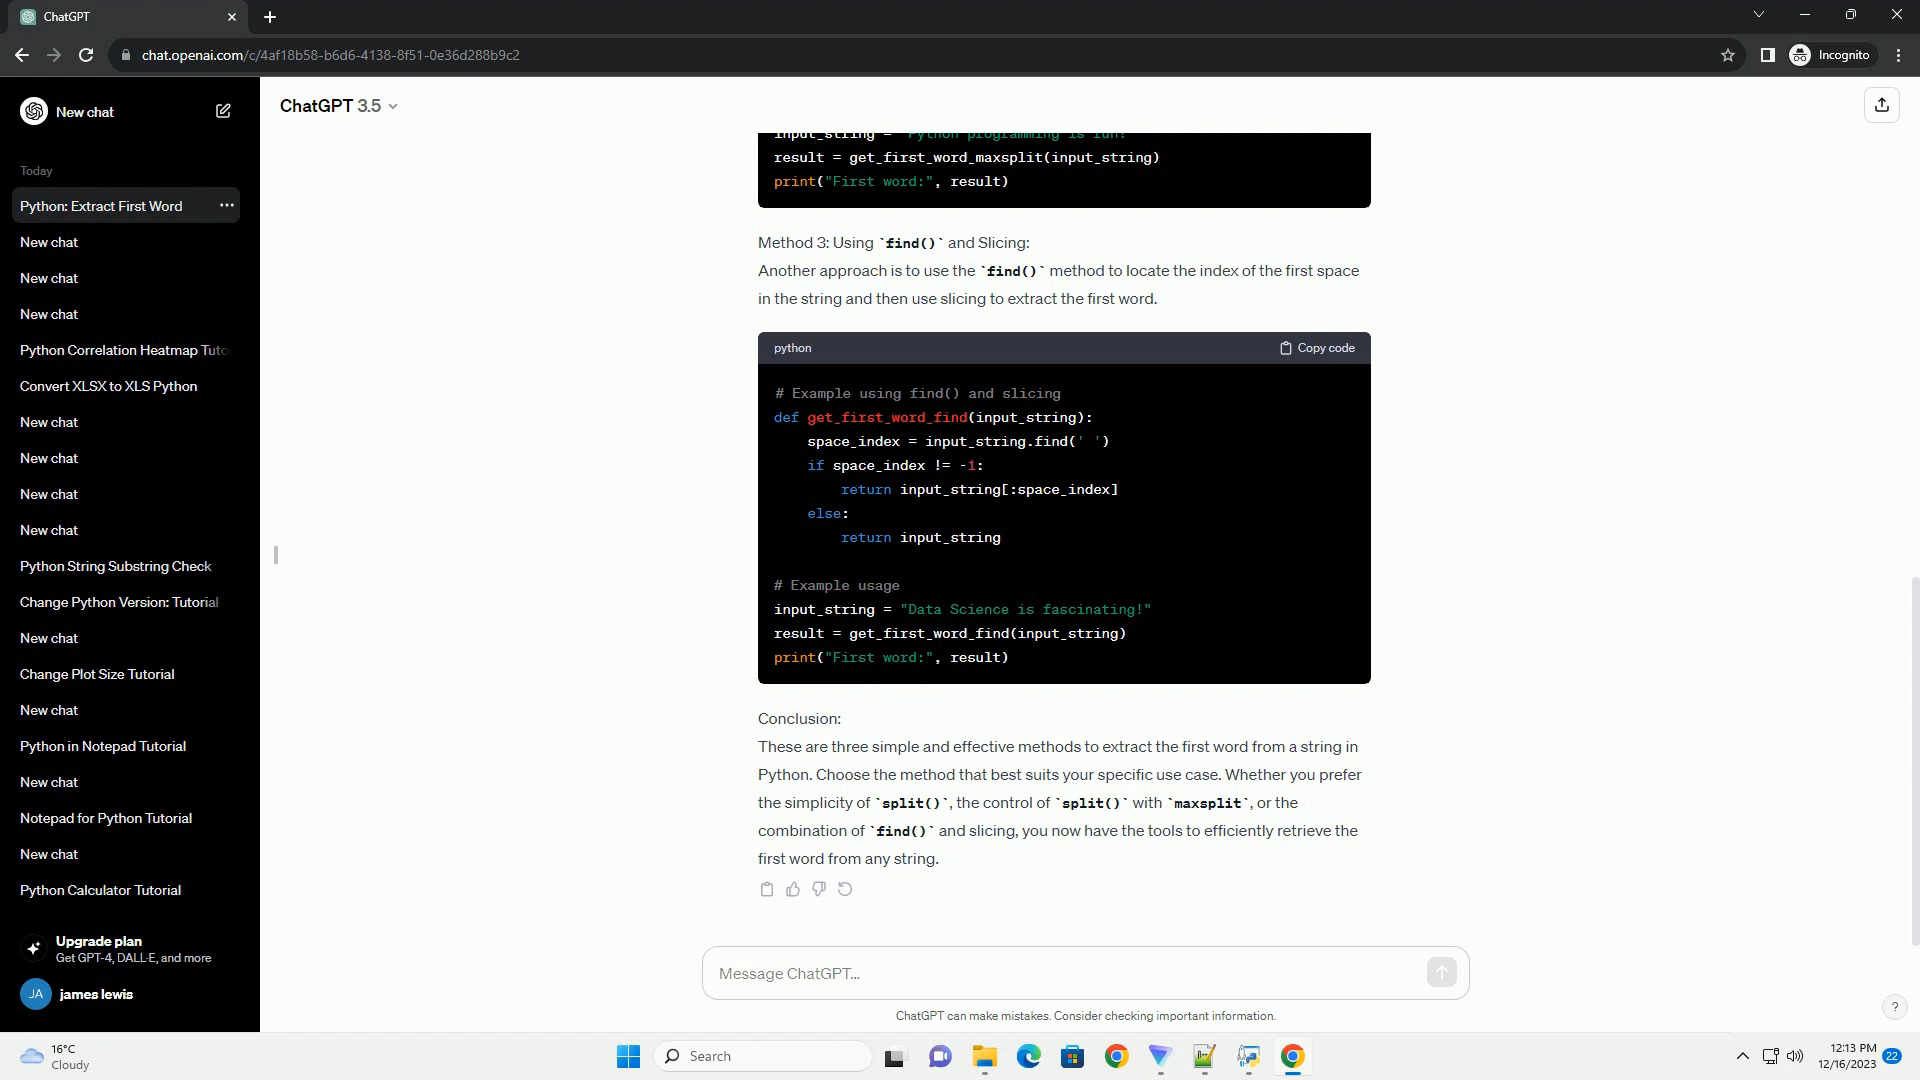 ChatGPT
chat.openai.com/c/4af18b58-b6d6-4138-8f51-0e36d288b9c2
Incognito
New chat
Today
Python: Extract First Word
New chat
New chat
New chat
Python Correlation Heatmap Tuto
Convert XLSX to XLS Python
New chat
New chat
New chat
New chat
Python String Substring Check
Change Python Version: Tutorial
New chat
Change Plot Size Tutorial
New chat
Python in Notepad Tutorial
New chat
Notepad for Python Tutorial
New chat
Python Calculator Tutorial
Upgrade plan
Get GPT-4, DALL·E, and more
JA
james lewis
ChatGPT 3.5
input_string = "Python programming is fun!"
result = get_first_word_maxsplit(input_string)
print("First word:", result)
Method 3: Using `find()` and Slicing:
Another approach is to use the `find()` method to locate the index of the first space
in the string and then use slicing to extract the first word.
python
Copy code
# Example using find() and slicing
def get_first_word_find(input_string):
    space_index = input_string.find(' ')
    if space_index != -1:
        return input_string[:space_index]
    else:
        return input_string
# Example usage
input_string = "Data Science is fascinating!"
result = get_first_word_find(input_string)
print("First word:", result)
Conclusion:
These are three simple and effective methods to extract the first word from a string in
Python. Choose the method that best suits your specific use case. Whether you prefer
the simplicity of `split()`, the control of `split()` with `maxsplit`, or the
combination of `find()` and slicing, you now have the tools to efficiently retrieve the
first word from any string.
Message ChatGPT...
ChatGPT can make mistakes. Consider checking important information.
?
16°C
Cloudy
Search
12:13 PM
12/16/2023
22